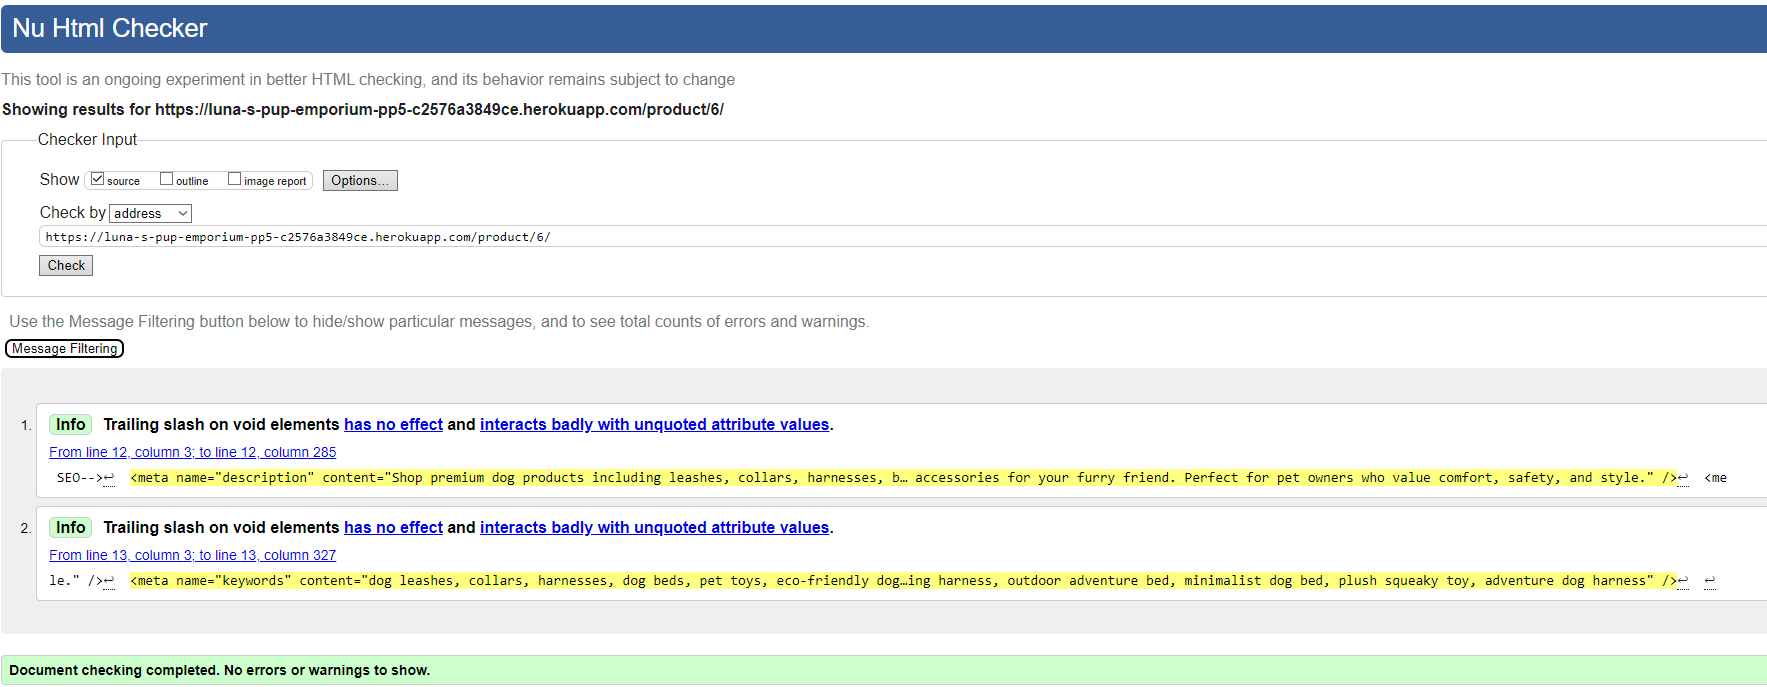 Nu Html Checker
This tool is an ongoing experiment in better HTML checking, and its behavior remains subject to change
Showing results for https://luna-s-pup-emporium-pp5-c2576a3849ce.herokuapp.com/product/6/
Checker Input
Show source outline image report Options...
Check by address
https://luna-s-pup-emporium-pp5-c2576a3849ce.herokuapp.com/product/6/
Check
Use the Message Filtering button below to hide/show particular messages, and to see total counts of errors and warnings.
Message Filtering
1. Info Trailing slash on void elements has no effect and interacts badly with unquoted attribute values.
From line 12, column 3; to line 12, column 285
SEO-->↩ <meta name="description" content="Shop premium dog products including leashes, collars, harnesses, b… accessories for your furry friend. Perfect for pet owners who value comfort, safety, and style." />↩ <me
2. Info Trailing slash on void elements has no effect and interacts badly with unquoted attribute values.
From line 13, column 3; to line 13, column 327
le." />↩ <meta name="keywords" content="dog leashes, collars, harnesses, dog beds, pet toys, eco-friendly dog…ing harness, outdoor adventure bed, minimalist dog bed, plush squeaky toy, adventure dog harness" />↩ ↩
Document checking completed. No errors or warnings to show.